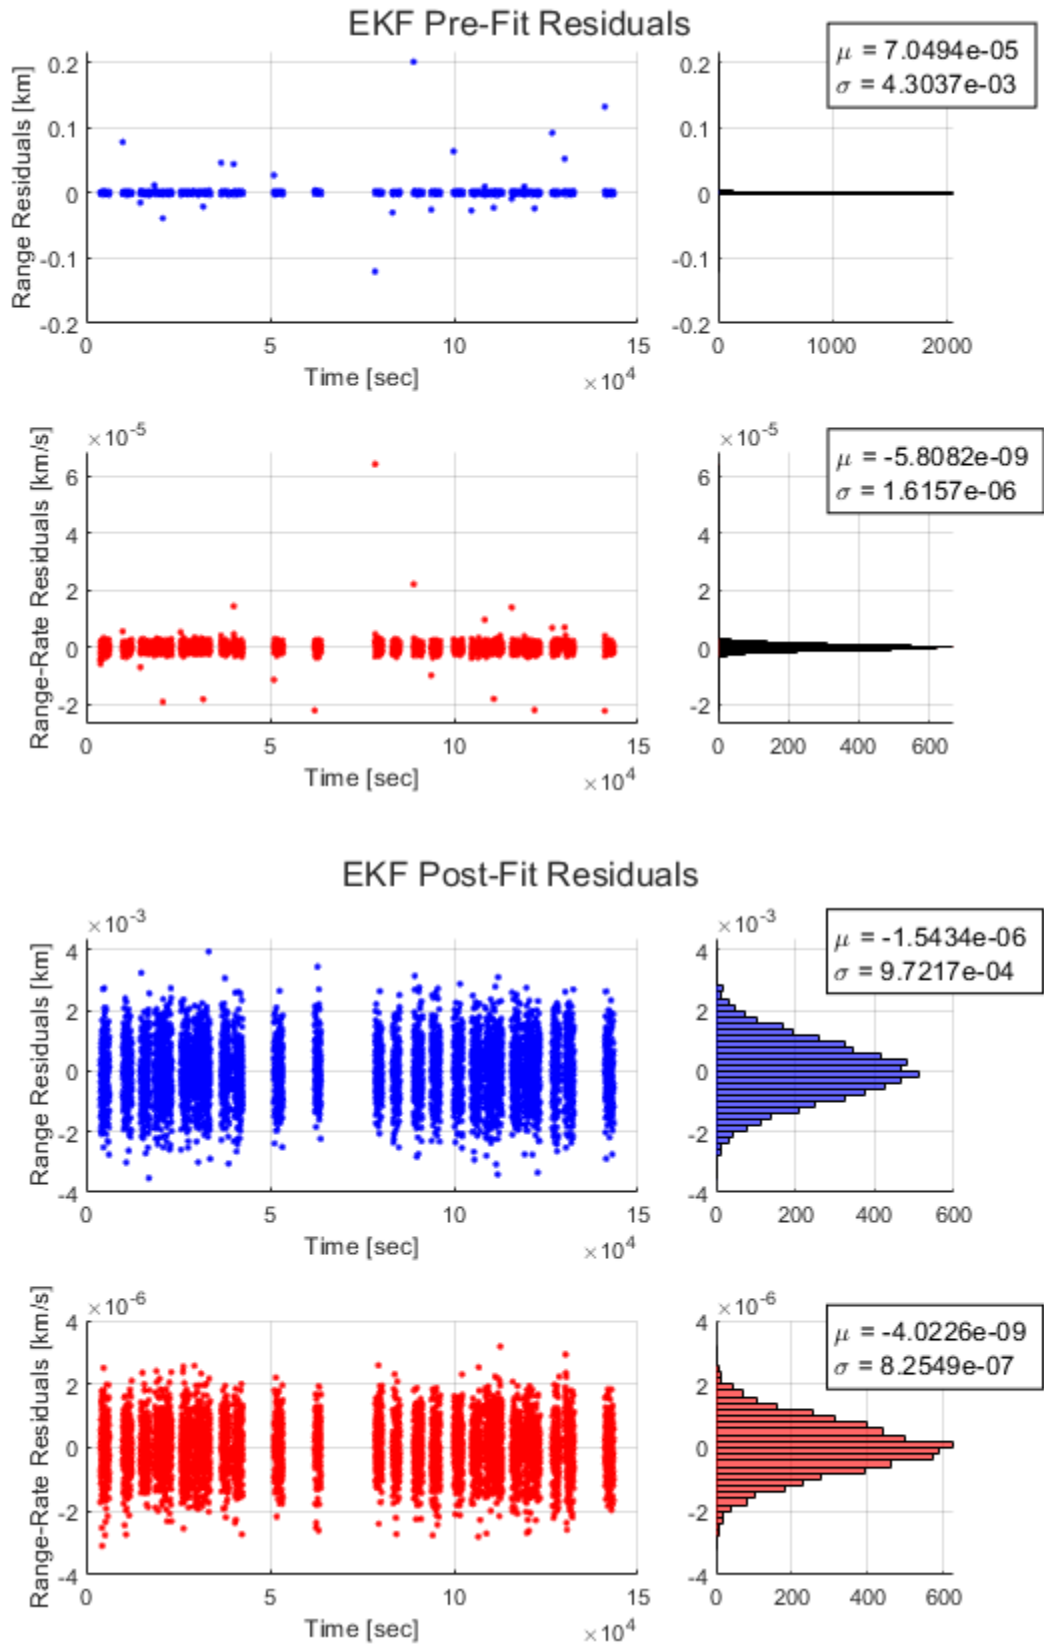 EKF Pre-Fit Residuals
Range Residuals [km]
0.2
0.1
0
-0.1
-0.2
0 5 10 15
Time [sec]
×10^4
μ = 7.0494e-05
σ = 4.3037e-03
0.2
0.1
0
-0.1
-0.2
0 1000 2000
Range-Rate Residuals [km/s]
×10^-5
6
4
2
0
-2
0 5 10 15
Time [sec]
×10^4
×10^-5
μ = -5.8082e-09
σ = 1.6157e-06
6
4
2
0
-2
0 200 400 600
EKF Post-Fit Residuals
Range Residuals [km]
×10^-3
4
2
0
-2
-4
0 5 10 15
Time [sec]
×10^4
×10^-3
μ = -1.5434e-06
σ = 9.7217e-04
4
2
0
-2
-4
0 200 400 600
Range-Rate Residuals [km/s]
×10^-6
4
2
0
-2
-4
0 5 10 15
Time [sec]
×10^4
×10^-6
μ = -4.0226e-09
σ = 8.2549e-07
4
2
0
-2
-4
0 200 400 600